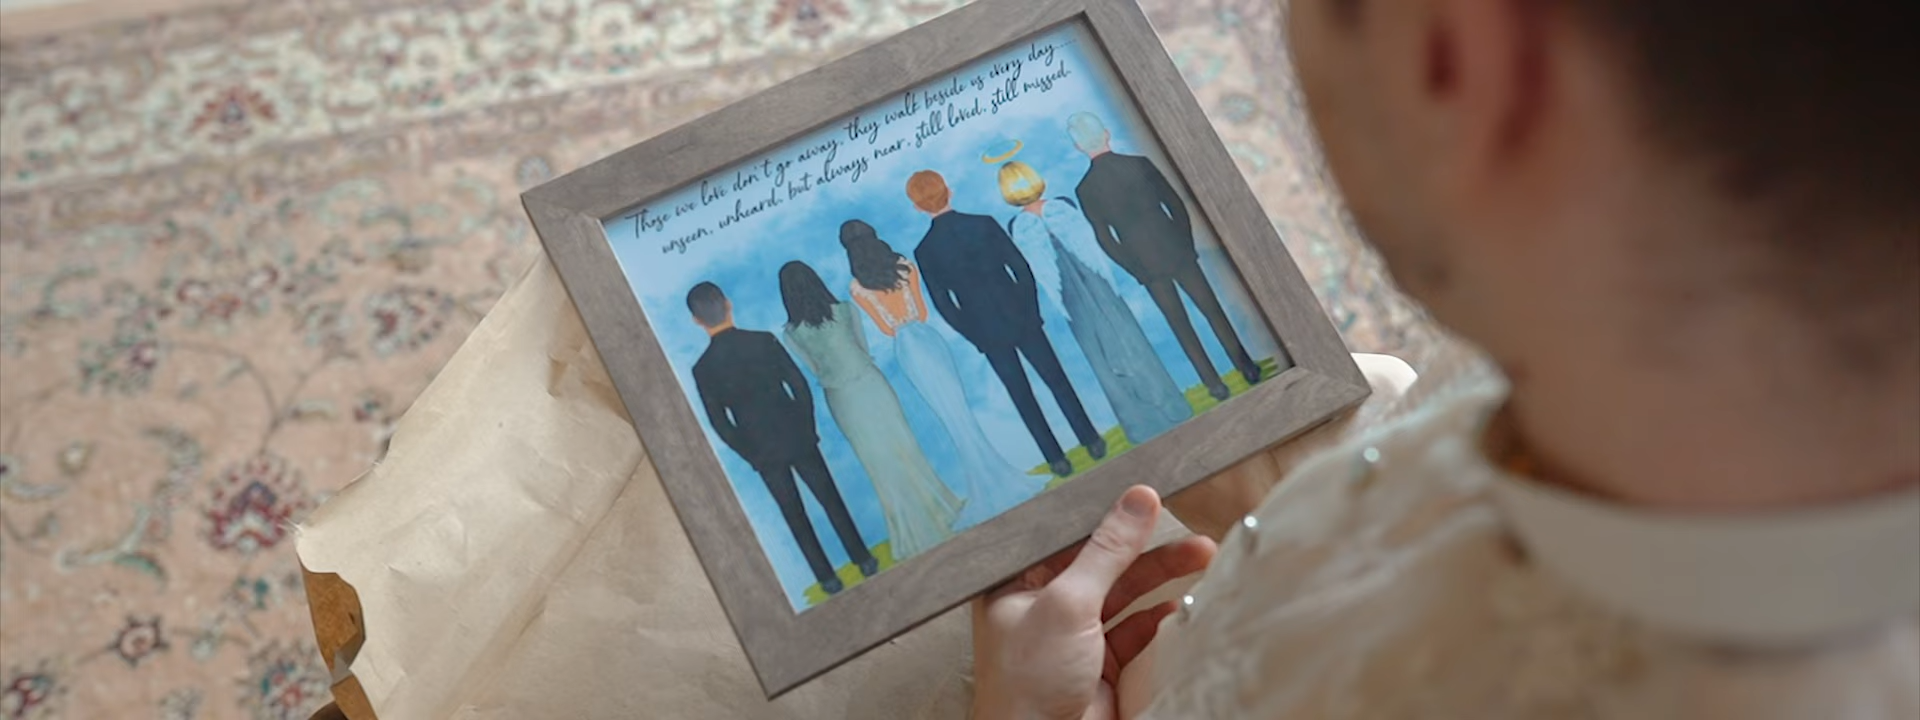 Those we love don't go away, they walk beside us every day.....
unseen, unheard, but always near, still loved, still missed.